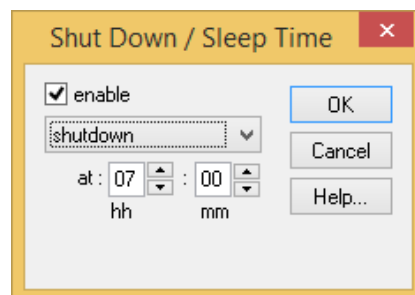 Shut Down / Sleep Time
enable
OK
shutdown
Cancel
at : 07 : 00
Help...
hh mm